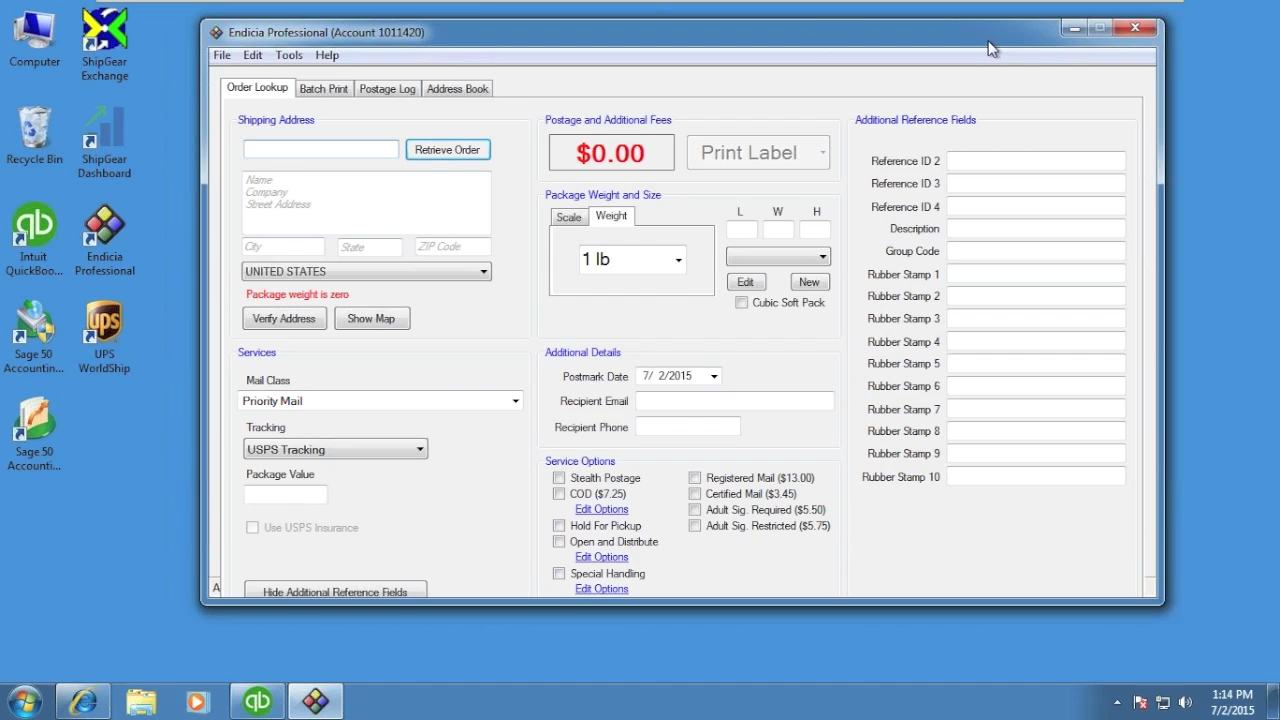 Computer
ShipGear
Exchange
Recycle Bin
ShipGear
Dashboard
Intuit
QuickBoo...
Endicia
Professional
Sage 50
Accountin...
UPS
WorldShip
Sage 50
Accounti...
Endicia Professional (Account 1011420)
File Edit Tools Help
Order Lookup Batch Print Postage Log Address Book
Shipping Address
Retrieve Order
Name
Company
Street Address
City State ZIP Code
UNITED STATES
Package weight is zero
Verify Address Show Map
Services
Mail Class
Priority Mail
Tracking
USPS Tracking
Package Value
Use USPS Insurance
Hide Additional Reference Fields
Postage and Additional Fees
$0.00 Print Label
Package Weight and Size
Scale Weight
1 lb
L W H
Edit New
Cubic Soft Pack
Additional Details
Postmark Date 7/ 2/2015
Recipient Email
Recipient Phone
Service Options
Stealth Postage
COD ($7.25)
Edit Options
Hold For Pickup
Open and Distribute
Edit Options
Special Handling
Edit Options
Registered Mail ($13.00)
Certified Mail ($3.45)
Adult Sig. Required ($5.50)
Adult Sig. Restricted ($5.75)
Additional Reference Fields
Reference ID 2
Reference ID 3
Reference ID 4
Description
Group Code
Rubber Stamp 1
Rubber Stamp 2
Rubber Stamp 3
Rubber Stamp 4
Rubber Stamp 5
Rubber Stamp 6
Rubber Stamp 7
Rubber Stamp 8
Rubber Stamp 9
Rubber Stamp 10
A
qb
ups
qb
1:14 PM
7/2/2015